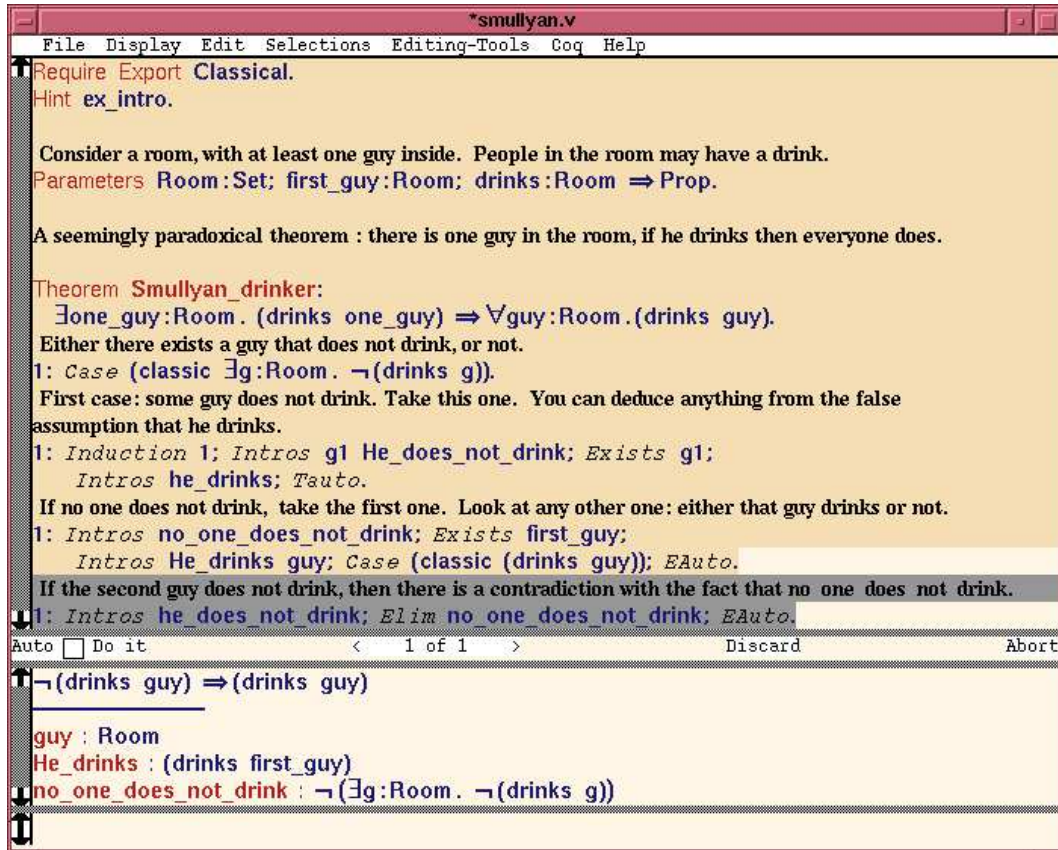 *smullyan.v
File Display Edit Selections Editing-Tools Coq Help
Require Export Classical.
Hint ex_intro.
Consider a room, with at least one guy inside. People in the room may have a drink.
Parameters Room:Set; first_guy:Room; drinks:Room ⇒Prop.
A seemingly paradoxical theorem : there is one guy in the room, if he drinks then everyone does.
Theorem Smullyan_drinker:
∃one_guy:Room. (drinks one_guy) ⇒∀guy:Room.(drinks guy).
Either there exists a guy that does not drink, or not.
1: Case (classic ∃g:Room. ¬(drinks g)).
First case: some guy does not drink. Take this one. You can deduce anything from the false
assumption that he drinks.
1: Induction 1; Intros g1 He_does_not_drink; Exists g1;
Intros he_drinks; Tauto.
If no one does not drink, take the first one. Look at any other one: either that guy drinks or not.
1: Intros no_one_does_not_drink; Exists first_guy;
Intros He_drinks guy; Case (classic (drinks guy)); EAuto.
If the second guy does not drink, then there is a contradiction with the fact that no one does not drink.
1: Intros he_does_not_drink; Elim no_one_does_not_drink; EAuto.
Auto Do it < 1 of 1 > Discard Abort
¬(drinks guy) ⇒(drinks guy)
guy : Room
He_drinks : (drinks first_guy)
no_one_does_not_drink : ¬(∃g:Room. ¬(drinks g))